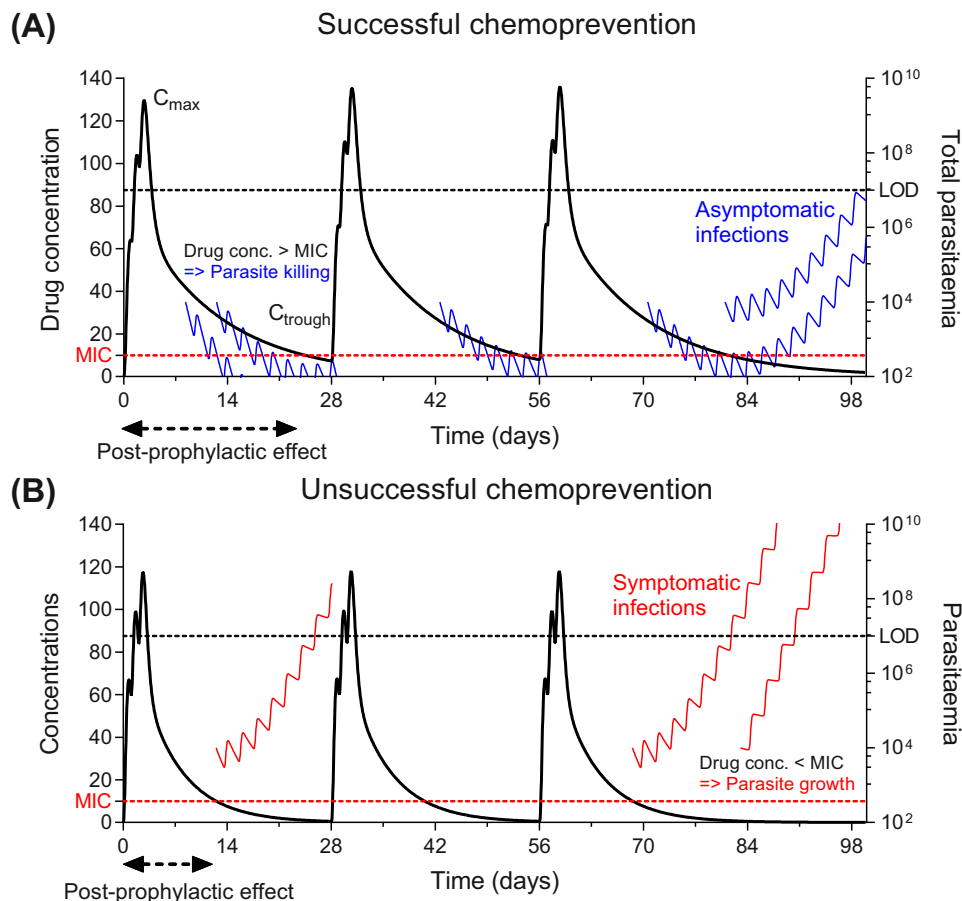 (A)
Successful chemoprevention
Drug concentration
140
120
100
80
60
40
20
MIC
0
C_max
Drug conc. > MIC
=> Parasite killing
C_trough
Asymptomatic
infections
10^10
10^8
LOD
10^6
10^4
10^2
Total parasitaemia
0 14 28 42 56 70 84 98
Time (days)
Post-prophylactic effect
(B)
Unsuccessful chemoprevention
Concentrations
140
120
100
80
60
40
20
MIC
0
Symptomatic
infections
Drug conc. < MIC
=> Parasite growth
10^10
10^8
LOD
10^6
10^4
10^2
Parasitaemia
0 14 28 42 56 70 84 98
Time (days)
Post-prophylactic effect